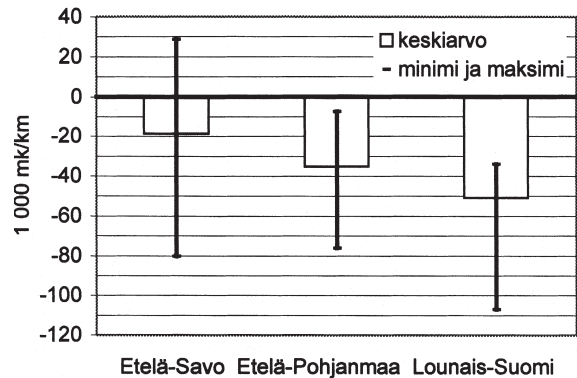 40
20
0
-20
-40
-60
-80
-100
-120
1 000 mk/km
keskiarvo
minimi ja maksimi
Etelä-Savo Etelä-Pohjanmaa Lounais-Suomi